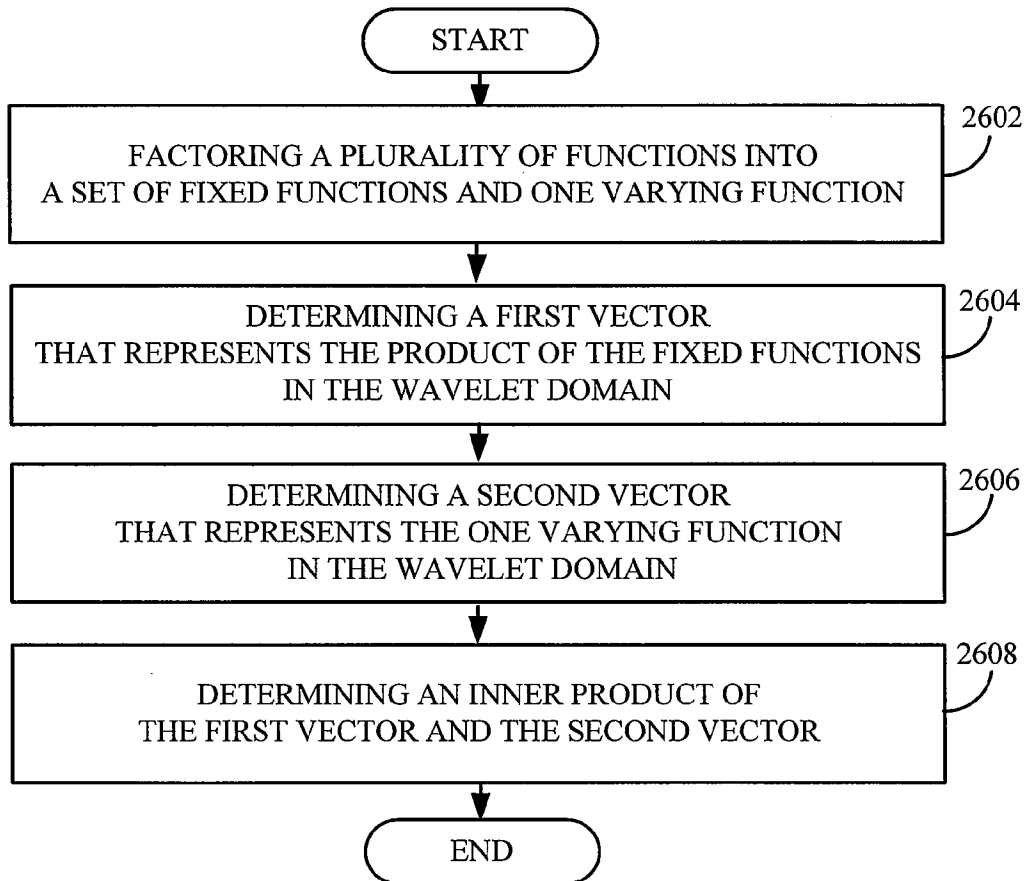 START
2602
FACTORING A PLURALITY OF FUNCTIONS INTO
A SET OF FIXED FUNCTIONS AND ONE VARYING FUNCTION
2604
DETERMINING A FIRST VECTOR
THAT REPRESENTS THE PRODUCT OF THE FIXED FUNCTIONS
IN THE WAVELET DOMAIN
2606
DETERMINING A SECOND VECTOR
THAT REPRESENTS THE ONE VARYING FUNCTION
IN THE WAVELET DOMAIN
2608
DETERMINING AN INNER PRODUCT OF
THE FIRST VECTOR AND THE SECOND VECTOR
END